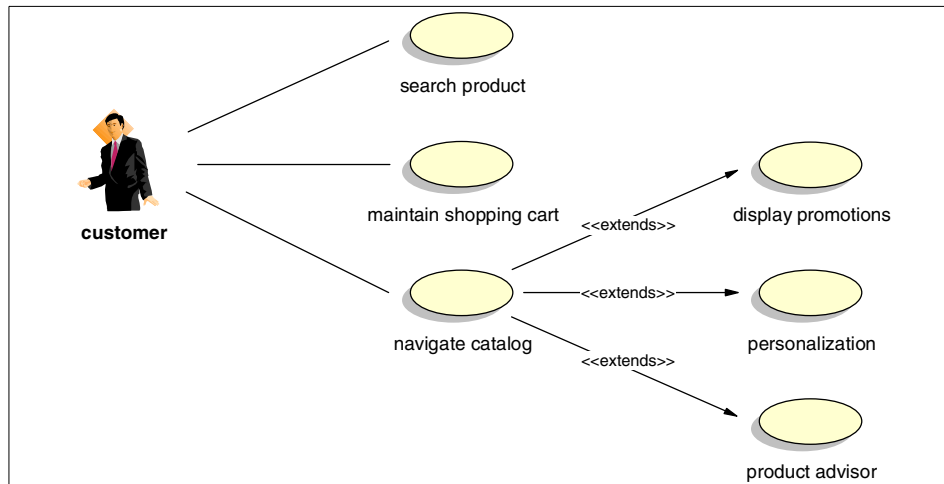 search product
maintain shopping cart
display promotions
customer
<<extends>>
<<extends>>
navigate catalog
personalization
<<extends>>
product advisor